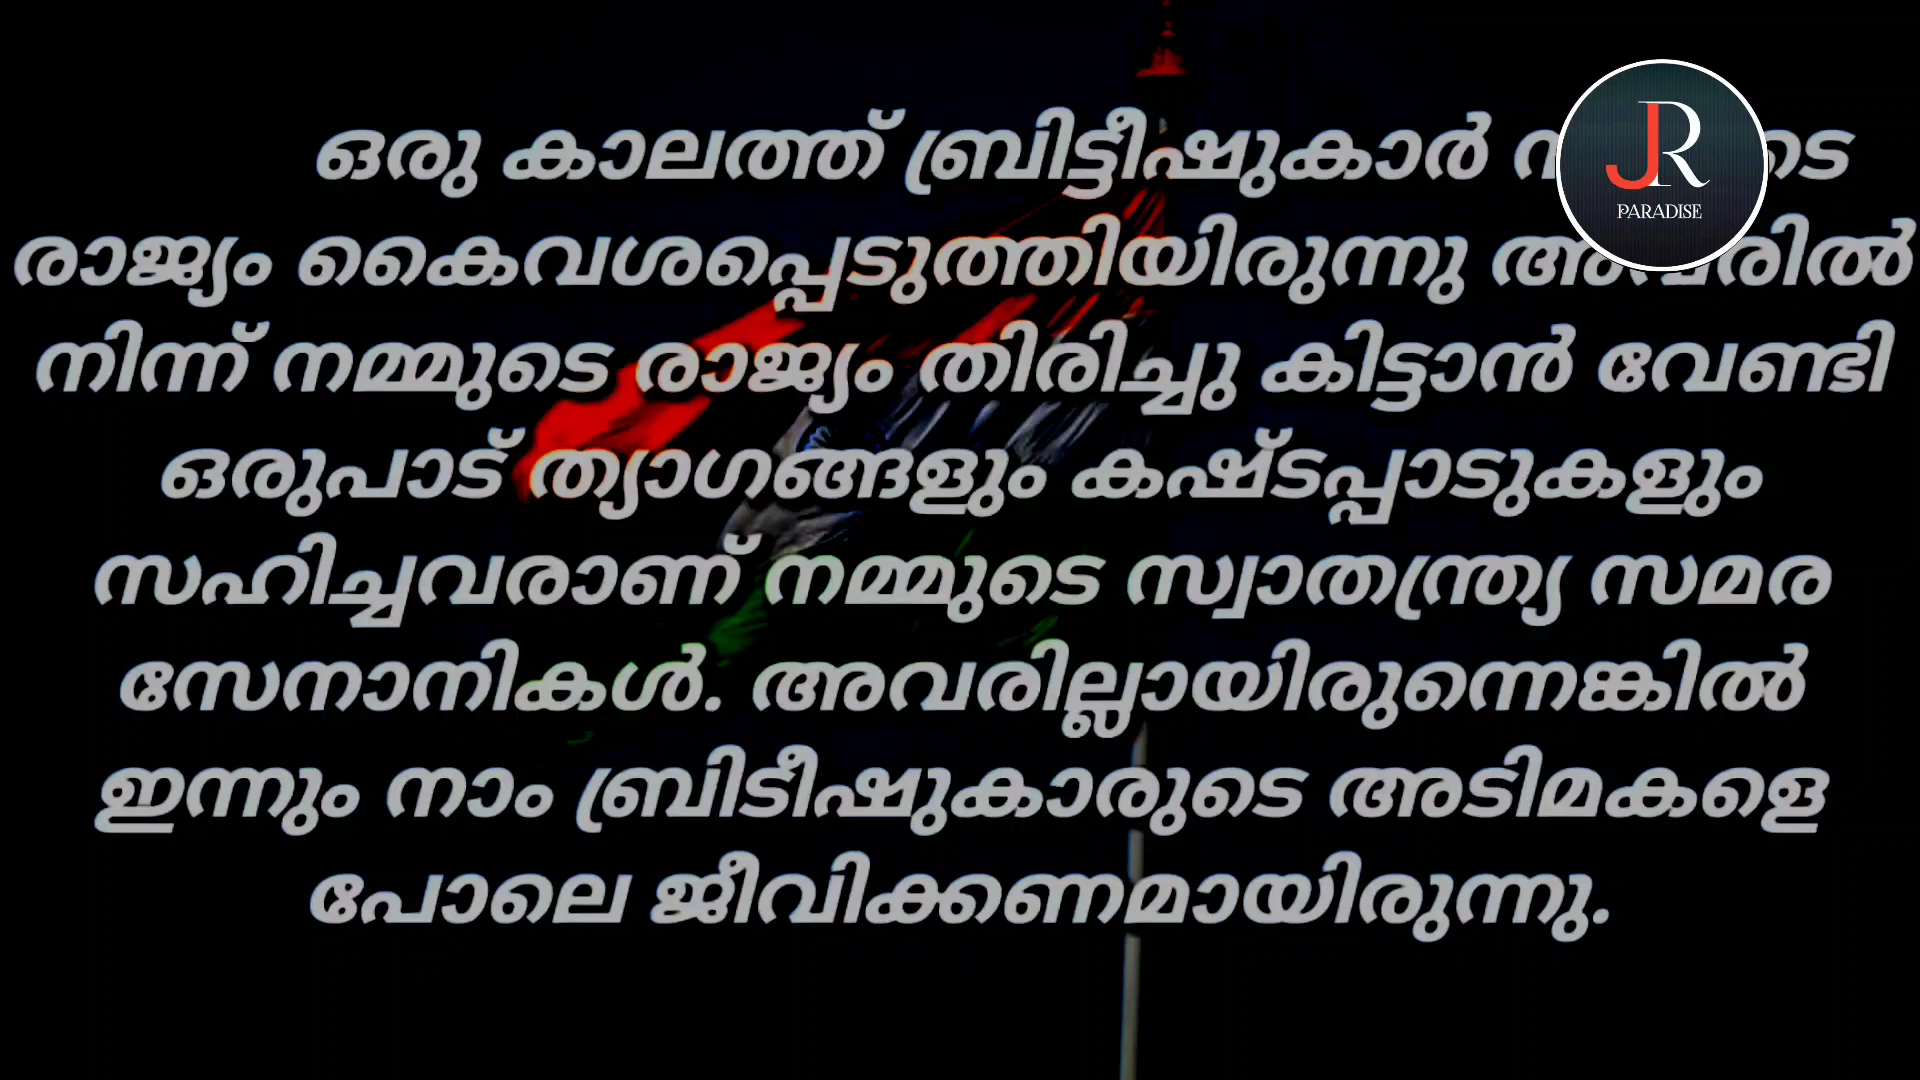 ഒരു കാലത്ത് ബ്രിട്ടീഷുകാർ
രാജ്യം കൈവശപ്പെടുത്തിയിരുന്നു അവരിൽ
നിന്ന് നമ്മുടെ രാജ്യം തിരിച്ചു കിട്ടാൻ വേണ്ടി
ഒരുപാട് ത്യാഗങ്ങളും കഷ്ടപ്പാടുകളും
സഹിച്ചവരാണ് നമ്മുടെ സ്വാതന്ത്ര്യ സമര
സേനാനികൾ. അവരില്ലായിരുന്നെങ്കിൽ
ഇന്നും നാം ബ്രിടീഷുകാരുടെ അടിമകളെ
പോലെ ജീവിക്കണമായിരുന്നു.
JR
PARADISE